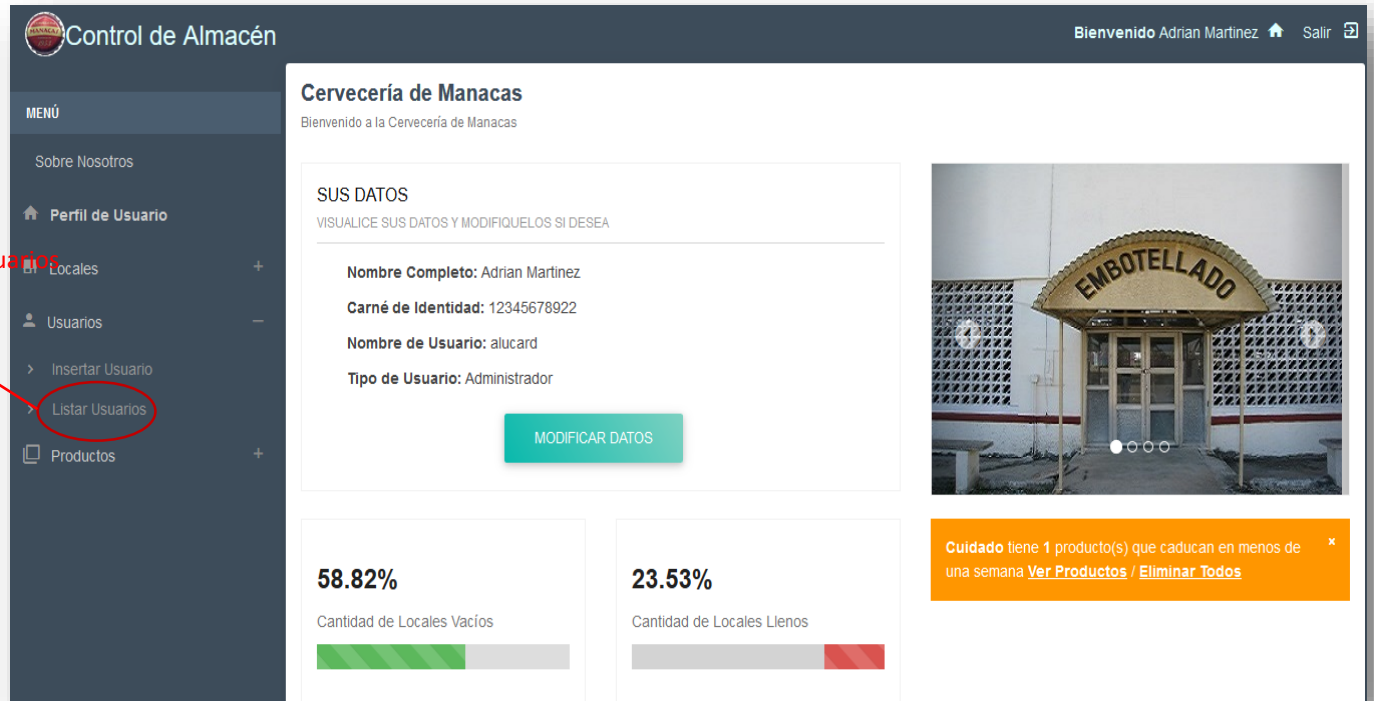 MANACAS
Control de Almacén
Bienvenido Adrian Martinez
Salir
MENÚ
Sobre Nosotros
Perfil de Usuario
uarios
Locales
Usuarios
Insertar Usuario
Listar Usuarios
Productos
Cervecería de Manacas
Bienvenido a la Cervecería de Manacas
SUS DATOS
VISUALICE SUS DATOS Y MODIFIQUELOS SI DESEA
Nombre Completo: Adrian Martinez
Carné de Identidad: 12345678922
Nombre de Usuario: alucard
Tipo de Usuario: Administrador
MODIFICAR DATOS
EMBOTELLADO
58.82%
Cantidad de Locales Vacíos
23.53%
Cantidad de Locales Llenos
Cuidado tiene 1 producto(s) que caducan en menos de
una semana Ver Productos / Eliminar Todos